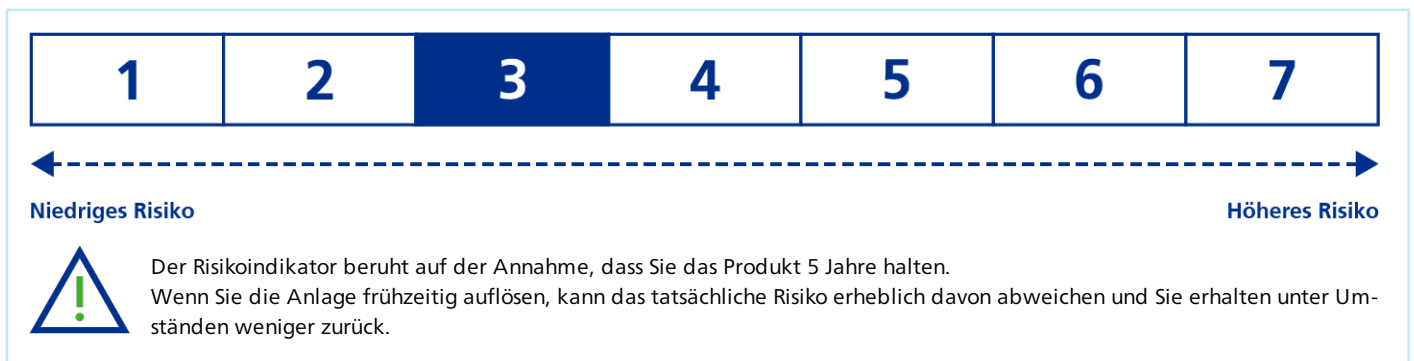 1 2 3 4 5 6 7
Niedriges Risiko Höheres Risiko
Der Risikoindikator beruht auf der Annahme, dass Sie das Produkt 5 Jahre halten.
Wenn Sie die Anlage frühzeitig auflösen, kann das tatsächliche Risiko erheblich davon abweichen und Sie erhalten unter Um-
ständen weniger zurück.